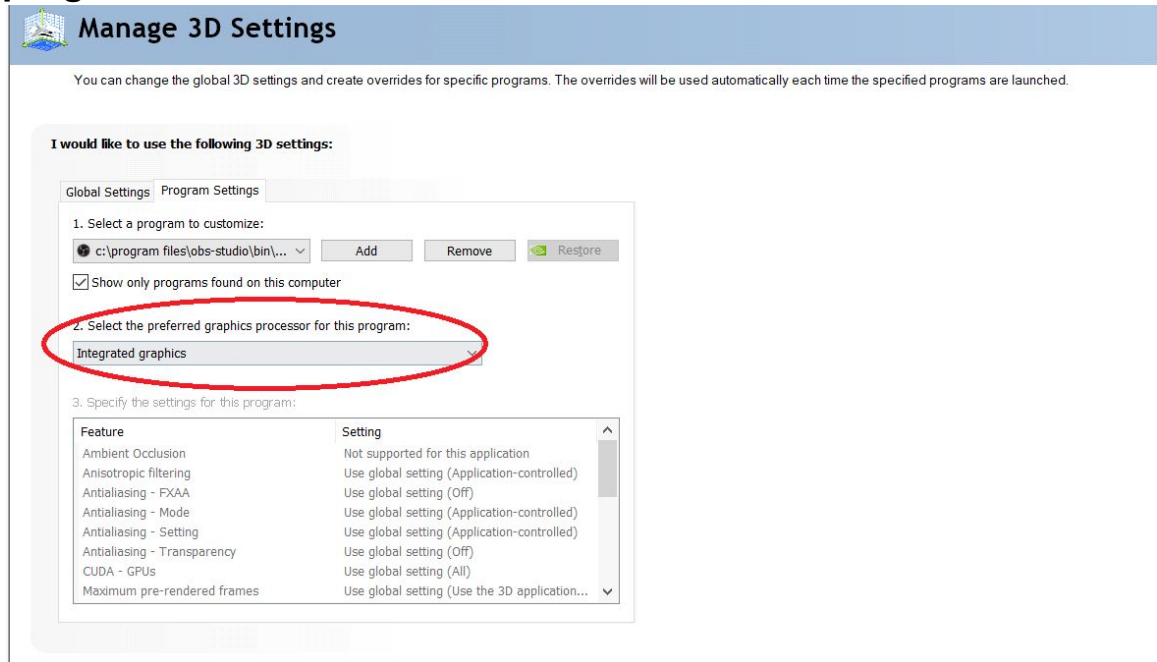 Manage 3D Settings
You can change the global 3D settings and create overrides for specific programs. The overrides will be used automatically each time the specified programs are launched.
I would like to use the following 3D settings:
Global Settings Program Settings
1. Select a program to customize:
c:\program files\obs-studio\bin\... Add Remove Restore
Show only programs found on this computer
2. Select the preferred graphics processor for this program:
Integrated graphics
3. Specify the settings for this program:
Feature Setting
Ambient Occlusion Not supported for this application
Anisotropic filtering Use global setting (Application-controlled)
Antialiasing - FXAA Use global setting (Off)
Antialiasing - Mode Use global setting (Application-controlled)
Antialiasing - Setting Use global setting (Application-controlled)
Antialiasing - Transparency Use global setting (Off)
CUDA - GPUs Use global setting (All)
Maximum pre-rendered frames Use global setting (Use the 3D application...